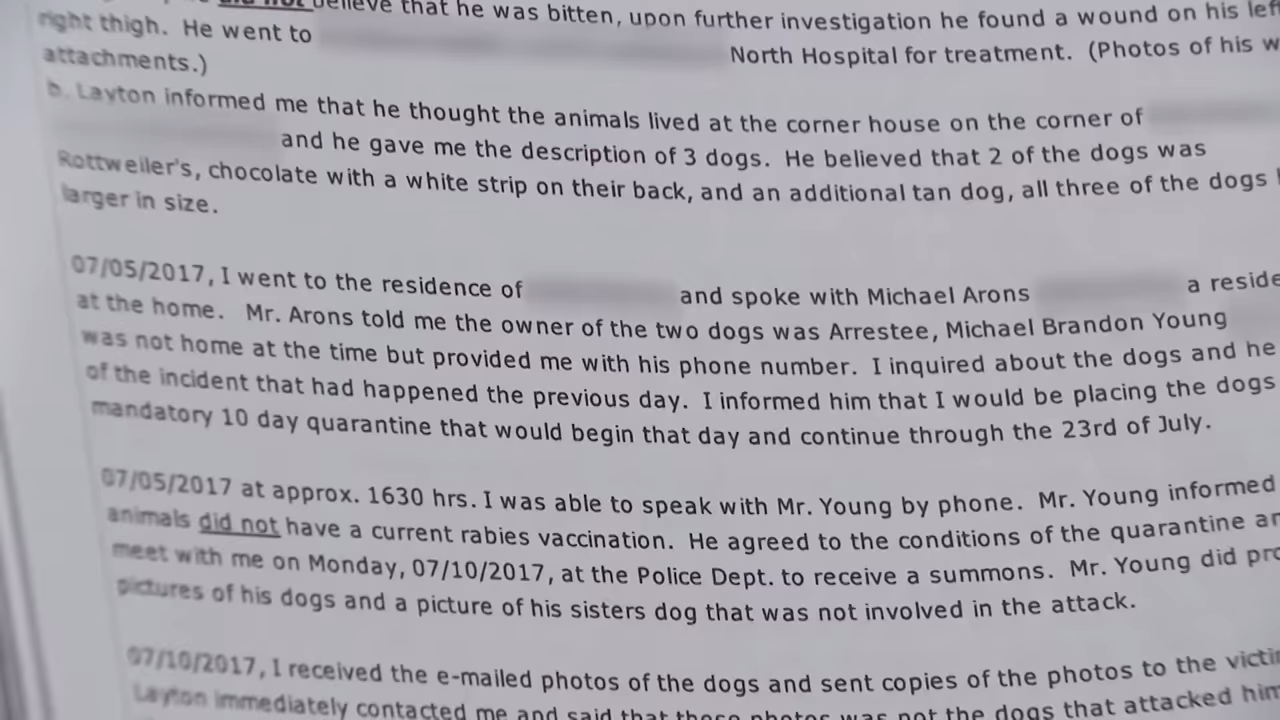 did not believe that he was bitten, upon further investigation he found a wound on his left
right thigh. He went to North Hospital for treatment. (Photos of his
attachments.)
b. Layton informed me that he thought the animals lived at the corner house on the corner of
and he gave me the description of 3 dogs. He believed that 2 of the dogs was
Rottweiler's, chocolate with a white strip on their back, and an additional tan dog, all three of the dogs
larger in size.
07/05/2017, I went to the residence of and spoke with Michael Arons a reside
at the home. Mr. Arons told me the owner of the two dogs was Arrestee, Michael Brandon Young
was not home at the time but provided me with his phone number. I inquired about the dogs and he
of the incident that had happened the previous day. I informed him that I would be placing the dogs
mandatory 10 day quarantine that would begin that day and continue through the 23rd of July.
07/05/2017 at approx. 1630 hrs. I was able to speak with Mr. Young by phone. Mr. Young informed
animals did not have a current rabies vaccination. He agreed to the conditions of the quarantine
meet with me on Monday, 07/10/2017, at the Police Dept. to receive a summons. Mr. Young did
pictures of his dogs and a picture of his sisters dog that was not involved in the attack.
07/10/2017, I received the e-mailed photos of the dogs and sent copies of the photos to the
Layton immediately contacted me and said that those photos was not the dogs that attacked him